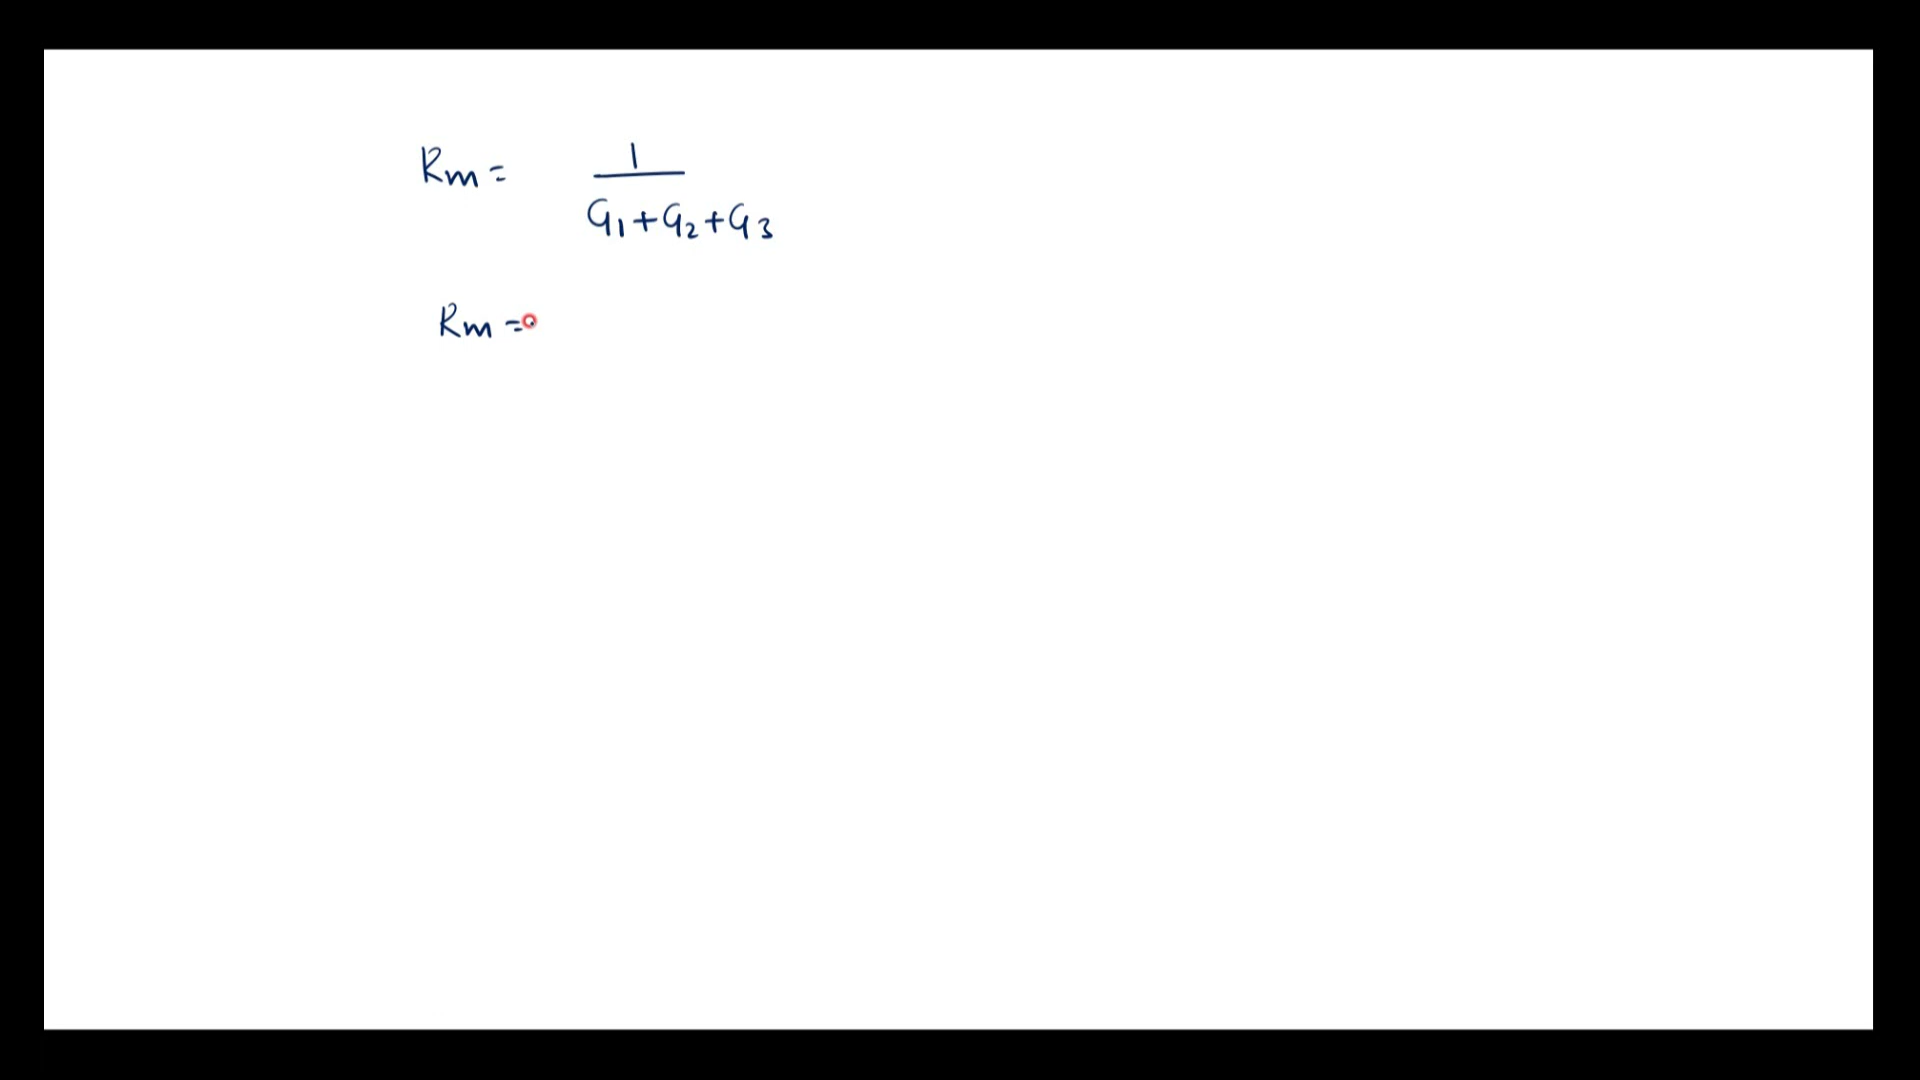 Rm = 1
G1+G2+G3
Rm =